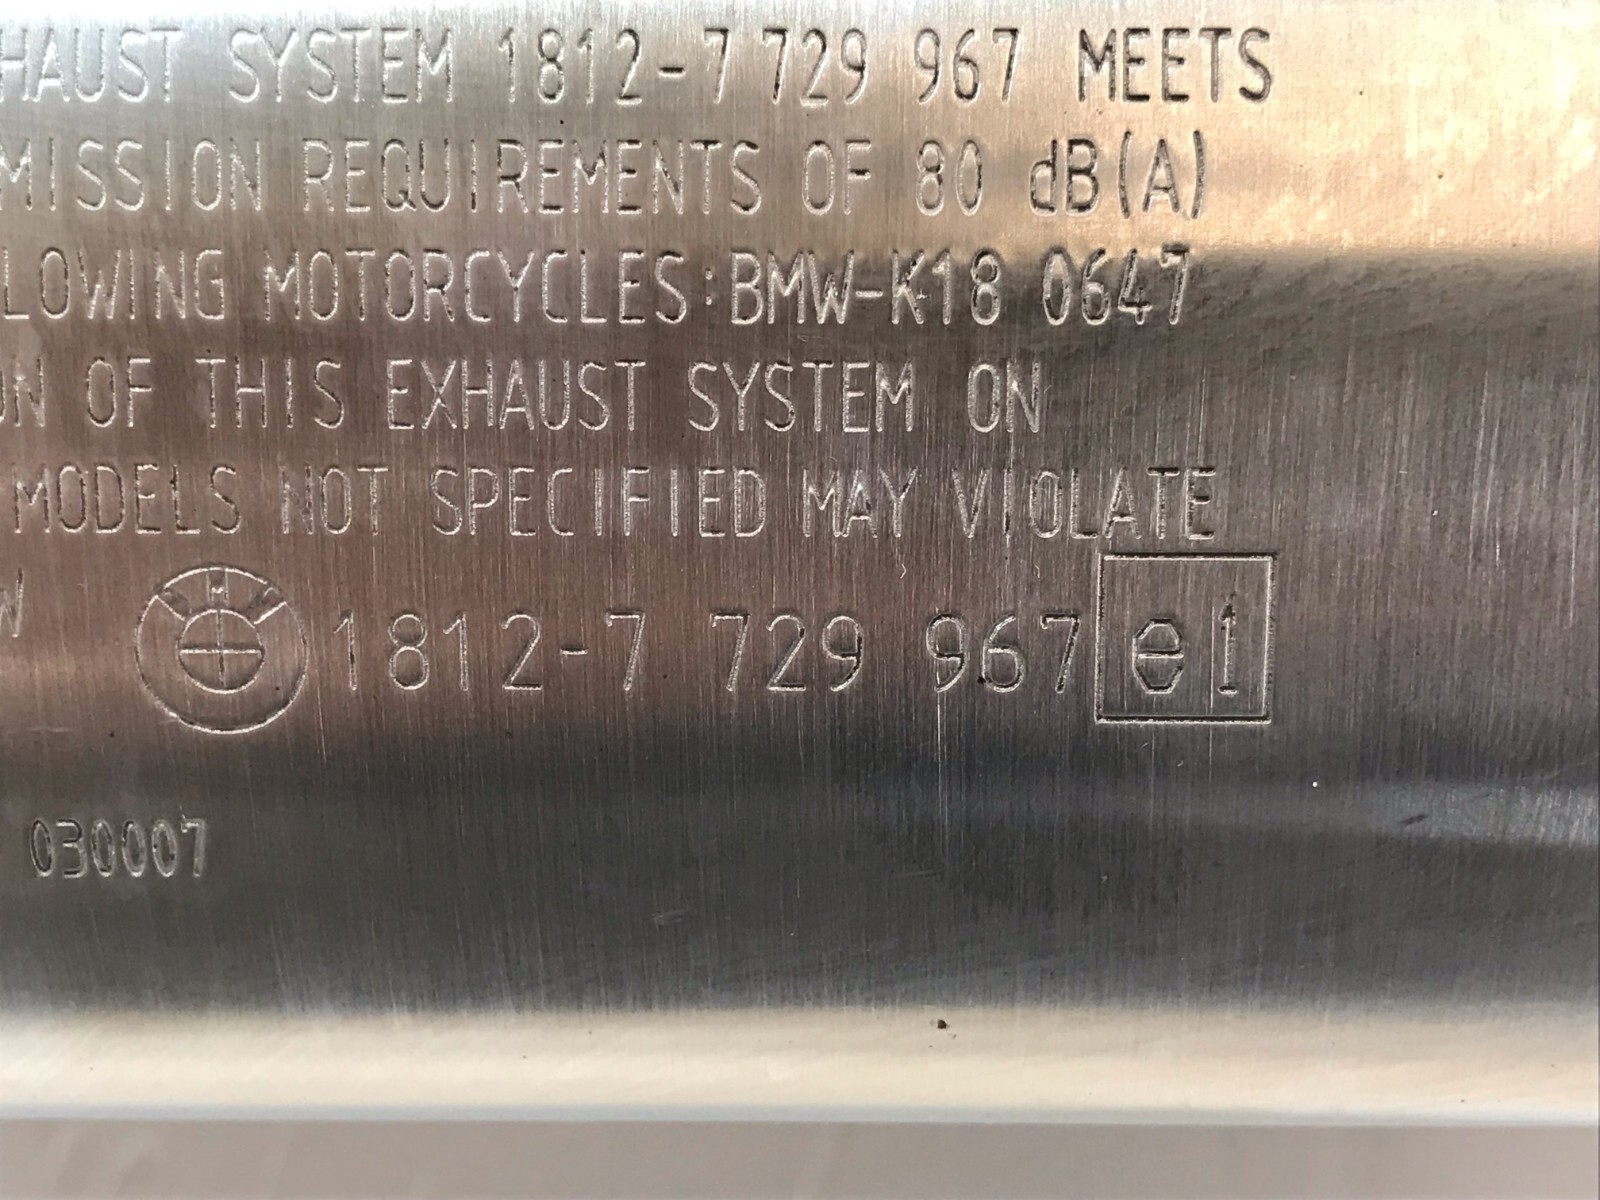 HAUST SYSTEM 1812-7 729 967 MEETS
MISSION REQUIREMENTS OF 80 dB(A)
LOWING MOTORCYCLES:BMW-K18 0647
ON OF THIS EXHAUST SYSTEM ON
MODELS NOT SPECIFIED MAY VIOLATE
W BMW 1812-7 729 967 e1
030007